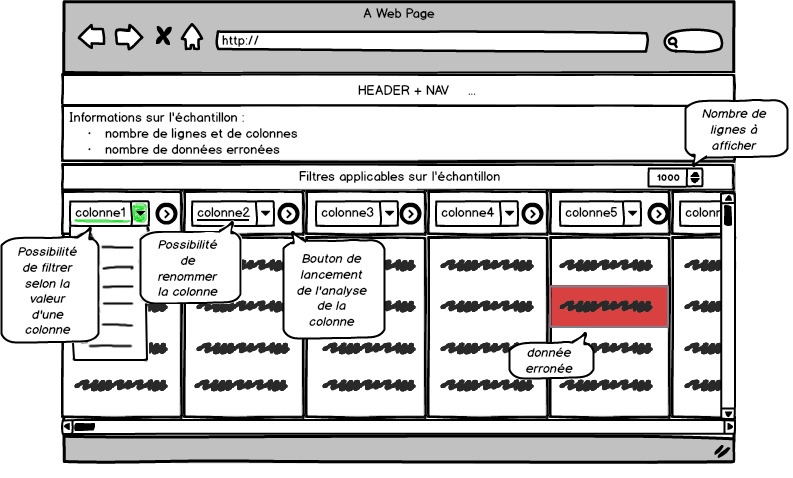 A Web Page
http://
HEADER + NAV ...
Informations sur l'échantillon :
· nombre de lignes et de colonnes
· nombre de données erronées
Nombre de
lignes à
afficher
Filtres applicables sur l'échantillon
1000
colonne1
colonne2
colonne3
colonne4
colonne5
colonn
Possibilité
de filtrer
selon la
valeur
d'une
colonne
Possibilité
de
renommer
la colonne
Bouton de
lancement
de l'analyse
de la
colonne
donnée
erronée